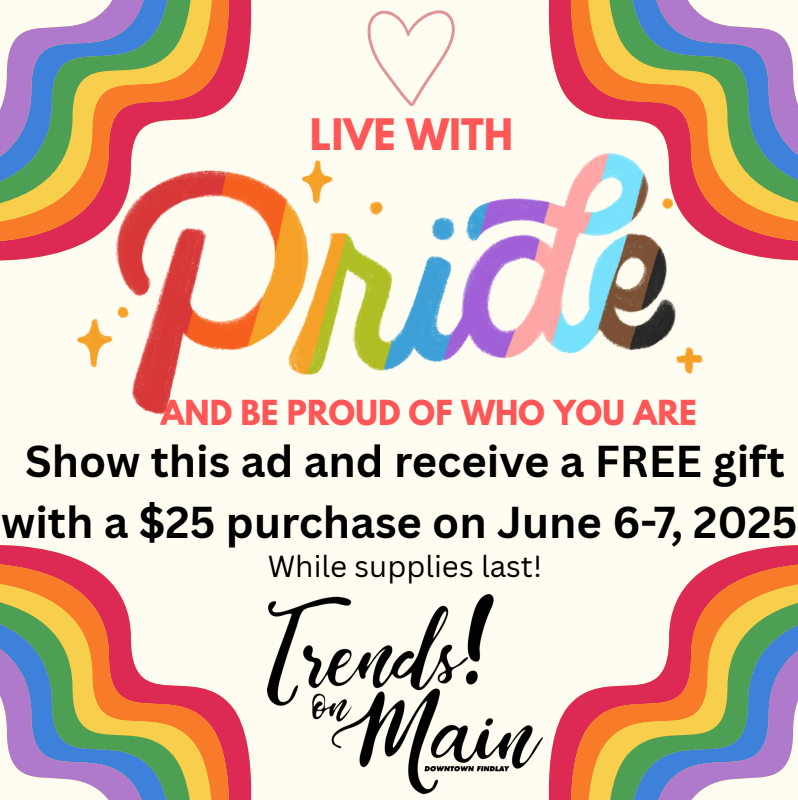 LIVE WITH
Pride
AND BE PROUD OF WHO YOU ARE
Show this ad and receive a FREE gift
with a $25 purchase on June 6-7, 2025
While supplies last!
Trends!
on
Main
DOWNTOWN FINDLAY